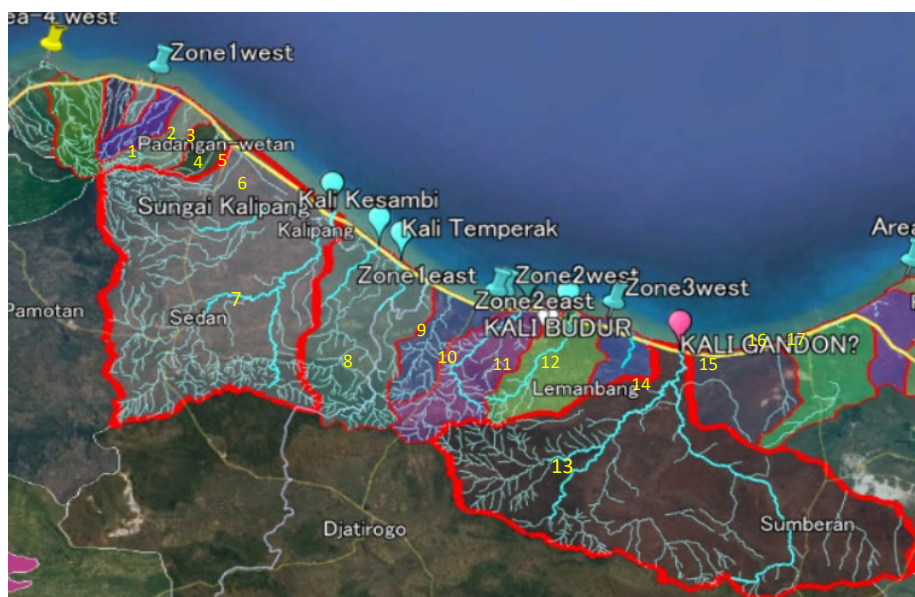 ea-4 west
Zone1west
1
2
3
Padangan-wetan
4
5
6
Kali Kesambi
Sungai Kalipang
Kalipang
Kali Temperak
Area
Zone1east
Zone2west
Zone3west
Zone2east
Pamotan
7
Sedan
KALI BUDUR
KALI GANDON?
9
16
17
8
10
11
12
15
Lemanbang
14
13
Djatirogo
Sumberan